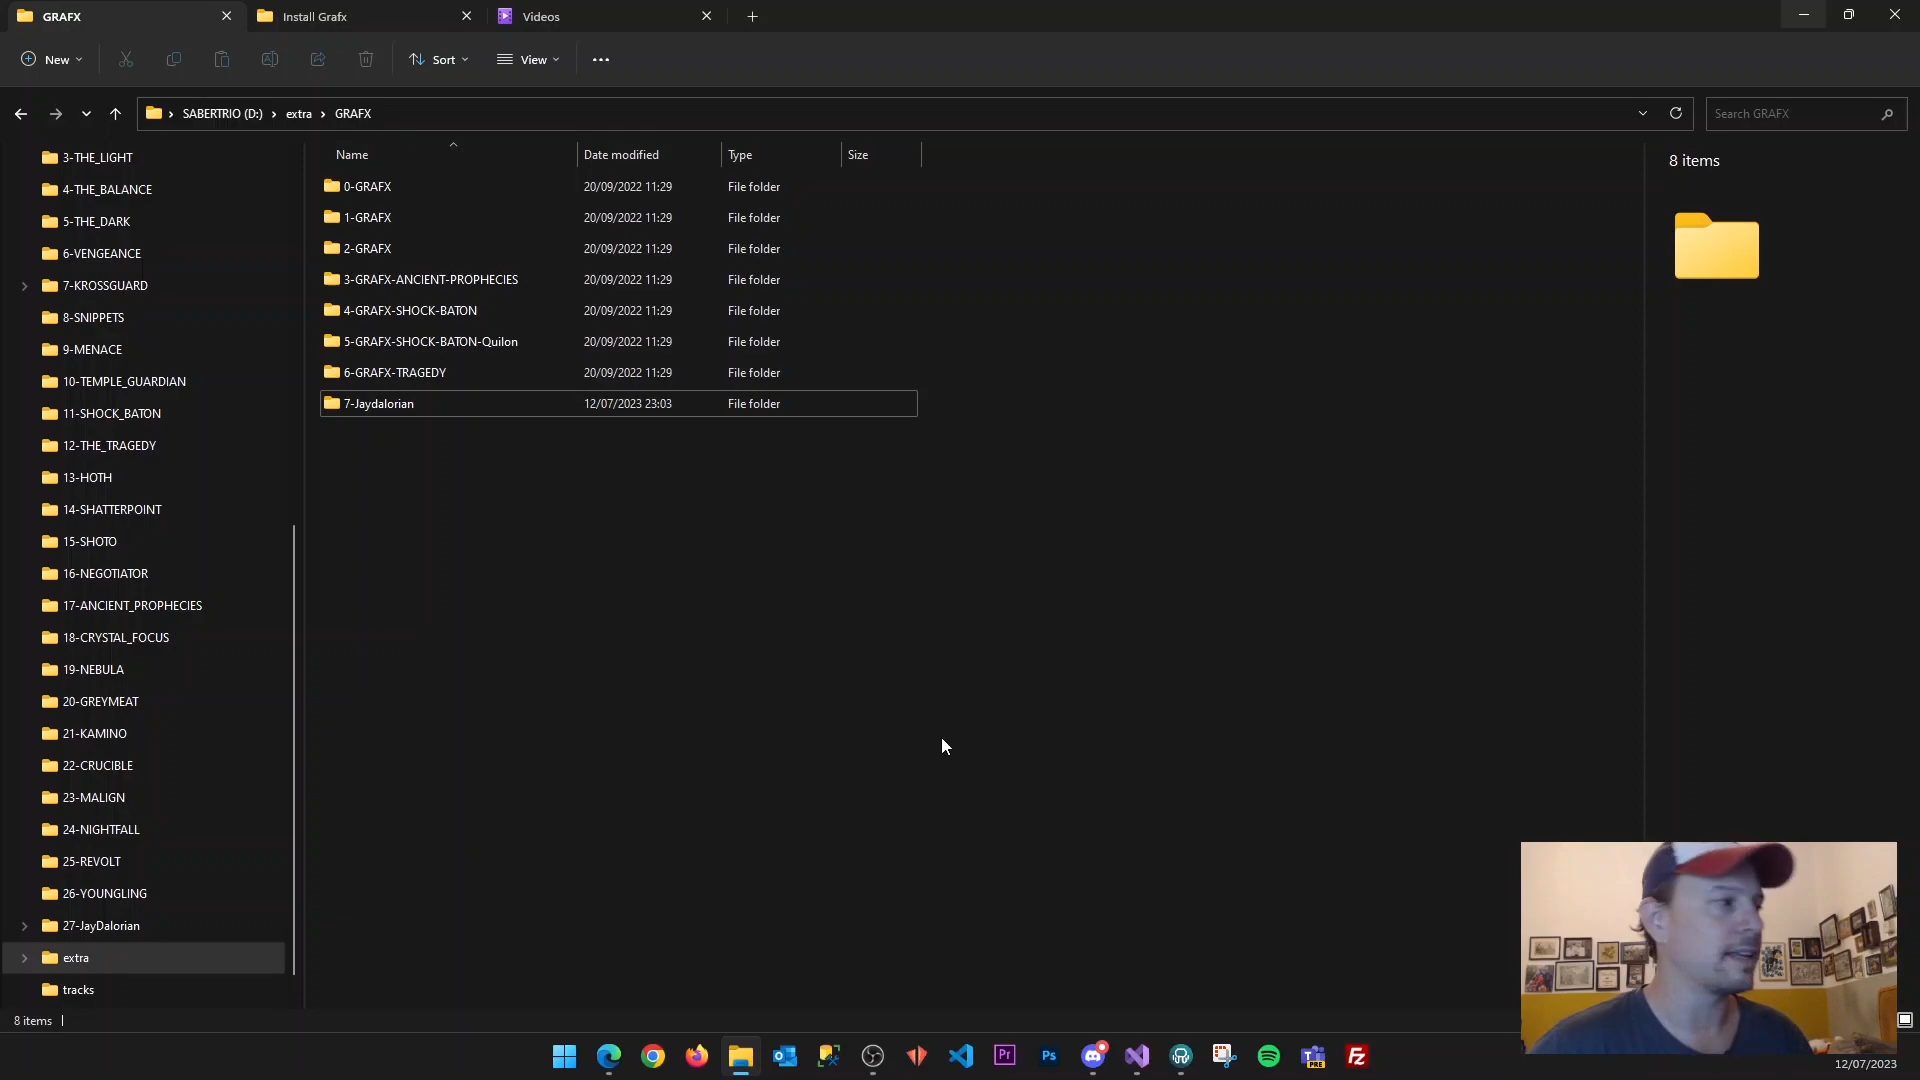 GRAFX
Install Grafx
Videos
New
Sort
View
SABERTRIO (D:) › extra › GRAFX
Search GRAFX
3-THE_LIGHT
4-THE_BALANCE
5-THE_DARK
6-VENGEANCE
7-KROSSGUARD
8-SNIPPETS
9-MENACE
10-TEMPLE_GUARDIAN
11-SHOCK_BATON
12-THE_TRAGEDY
13-HOTH
14-SHATTERPOINT
15-SHOTO
16-NEGOTIATOR
17-ANCIENT_PROPHECIES
18-CRYSTAL_FOCUS
19-NEBULA
20-GREYMEAT
21-KAMINO
22-CRUCIBLE
23-MALIGN
24-NIGHTFALL
25-REVOLT
26-YOUNGLING
27-JayDalorian
extra
tracks
Name Date modified Type Size
0-GRAFX 20/09/2022 11:29 File folder
1-GRAFX 20/09/2022 11:29 File folder
2-GRAFX 20/09/2022 11:29 File folder
3-GRAFX-ANCIENT-PROPHECIES 20/09/2022 11:29 File folder
4-GRAFX-SHOCK-BATON 20/09/2022 11:29 File folder
5-GRAFX-SHOCK-BATON-Quilon 20/09/2022 11:29 File folder
6-GRAFX-TRAGEDY 20/09/2022 11:29 File folder
7-Jaydalorian 12/07/2023 23:03 File folder
8 items
8 items
Pr
Ps
PRE
Fz
12/07/2023